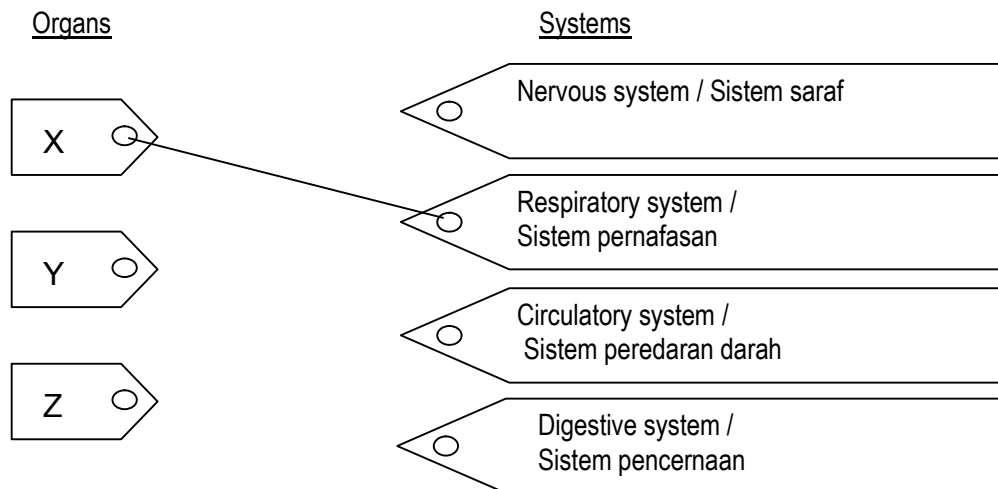 Organs
Systems
X
Nervous system / Sistem saraf
Respiratory system /
Sistem pernafasan
Y
Circulatory system /
Sistem peredaran darah
Z
Digestive system /
Sistem pencernaan